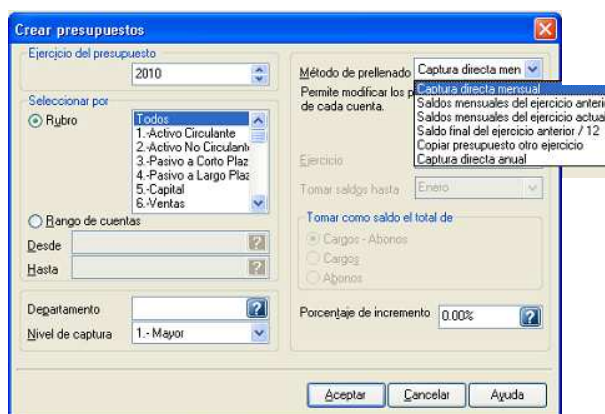 Crear presupuestos
Ejercicio del presupuesto
2010
Seleccionar por
Rubro
Todos
1.-Activo Circulante
2.-Activo No Circulant
3.-Pasivo a Corto Plaz
4.-Pasivo a Largo Plaz
5.-Capital
6.-Ventas
Rango de cuentas
Desde
Hasta
Departamento
Nivel de captura
1.- Mayor
Método de prellenado
Captura directa men
Permite modificar los p
de cada cuenta.
Captura directa mensual
Saldos mensuales del ejercicio anteri
Saldos mensuales del ejercicio actua
Saldo final del ejercicio anterior / 12
Copiar presupuesto otro ejercicio
Captura directa anual
Ejercicio
Tomar saldos hasta
Enero
Tomar como saldo el total de
Cargos - Abonos
Cargos
Abonos
Porcentaje de incremento
0.00%
Aceptar
Cancelar
Ayuda